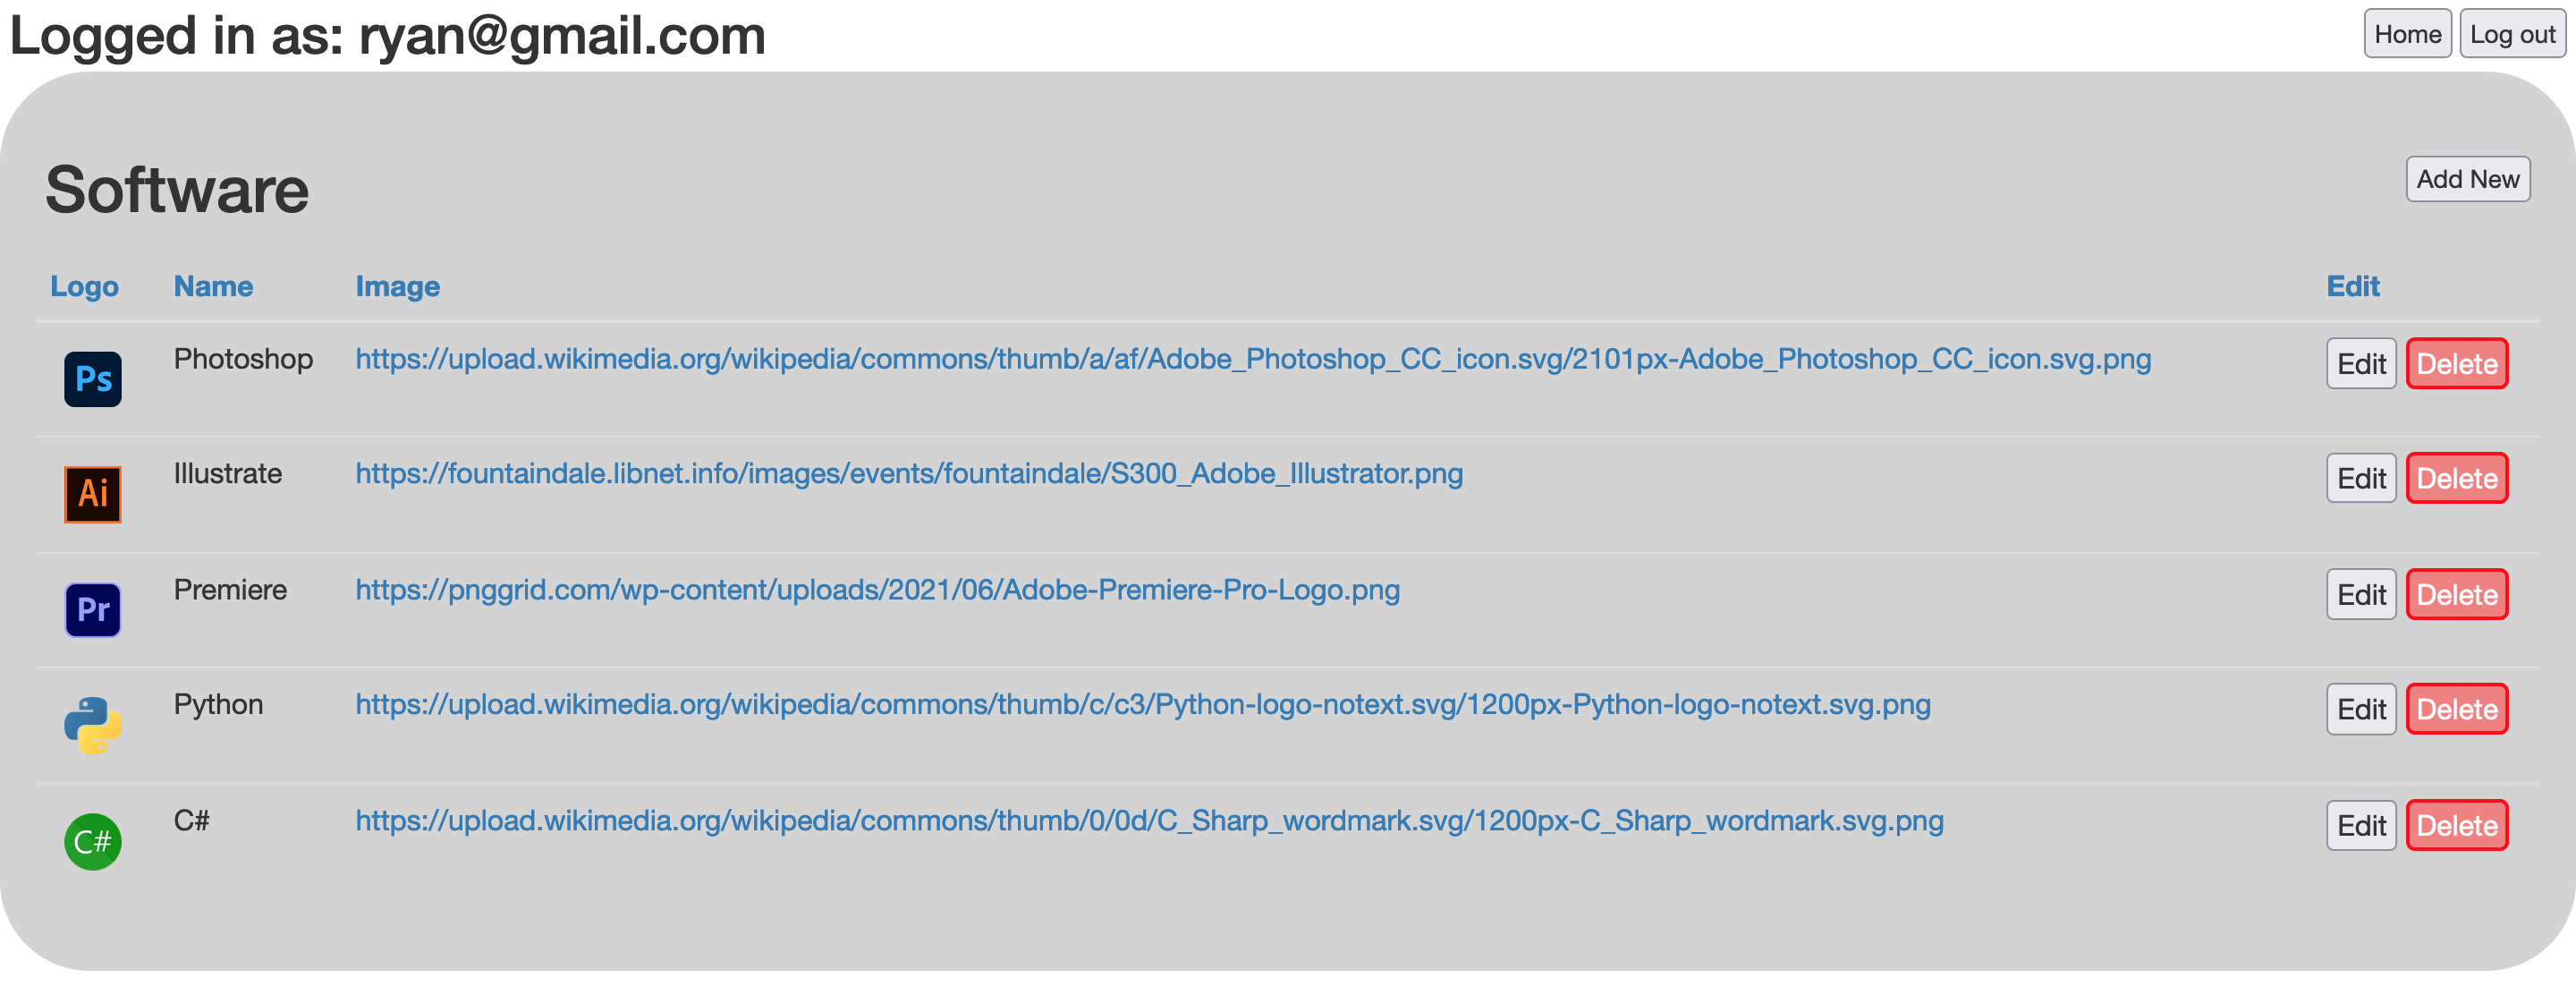 Logged in as: ryan@gmail.com Home Log out
Software Add New
Logo Name Image Edit
Ps Photoshop https://upload.wikimedia.org/wikipedia/commons/thumb/a/af/Adobe_Photoshop_CC_icon.svg/2101px-Adobe_Photoshop_CC_icon.svg.png Edit Delete
Ai Illustrate https://fountaindale.libnet.info/images/events/fountaindale/S300_Adobe_Illustrator.png Edit Delete
Pr Premiere https://pnggrid.com/wp-content/uploads/2021/06/Adobe-Premiere-Pro-Logo.png Edit Delete
Python https://upload.wikimedia.org/wikipedia/commons/thumb/c/c3/Python-logo-notext.svg/1200px-Python-logo-notext.svg.png Edit Delete
C# C# https://upload.wikimedia.org/wikipedia/commons/thumb/0/0d/C_Sharp_wordmark.svg/1200px-C_Sharp_wordmark.svg.png Edit Delete